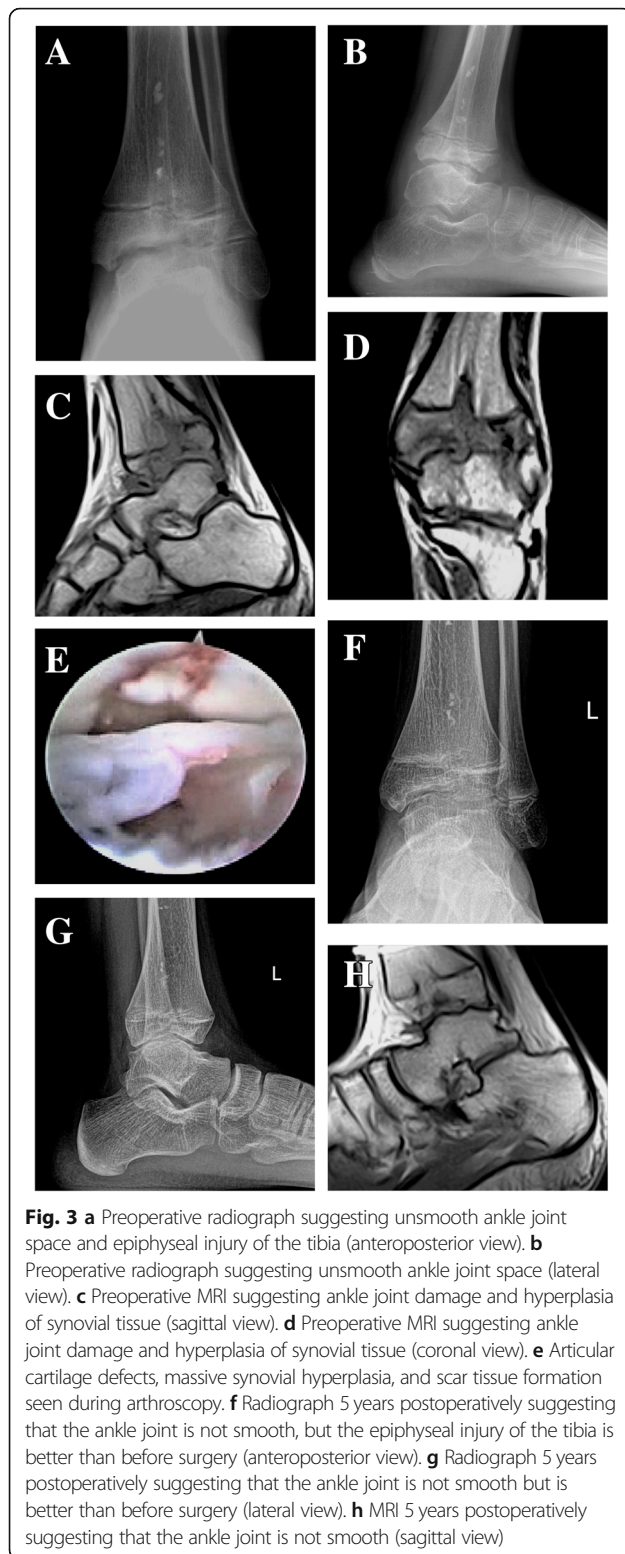 A
B
C
D
E
F
L
G
L
H
Fig. 3 a Preoperative radiograph suggesting unsmooth ankle joint
space and epiphyseal injury of the tibia (anteroposterior view). b
Preoperative radiograph suggesting unsmooth ankle joint space (lateral
view). c Preoperative MRI suggesting ankle joint damage and hyperplasia
of synovial tissue (sagittal view). d Preoperative MRI suggesting ankle
joint damage and hyperplasia of synovial tissue (coronal view). e Articular
cartilage defects, massive synovial hyperplasia, and scar tissue formation
seen during arthroscopy. f Radiograph 5 years postoperatively suggesting
that the ankle joint is not smooth, but the epiphyseal injury of the tibia is
better than before surgery (anteroposterior view). g Radiograph 5 years
postoperatively suggesting that the ankle joint is not smooth but is
better than before surgery (lateral view). h MRI 5 years postoperatively
suggesting that the ankle joint is not smooth (sagittal view)